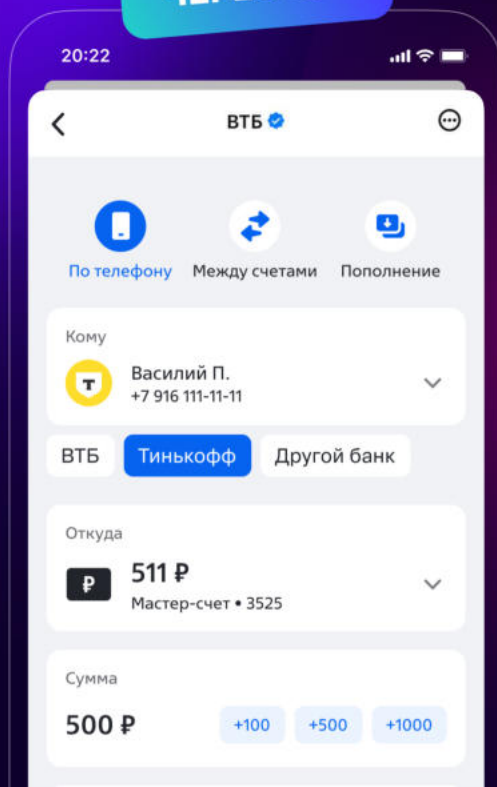 20:22
ВТБ
По телефону Между счетами Пополнение
Кому
Василий П.
+7 916 111-11-11
ВТБ Тинькофф Другой банк
Откуда
511 ₽
Мастер-счет • 3525
Сумма
500 ₽ +100 +500 +1000